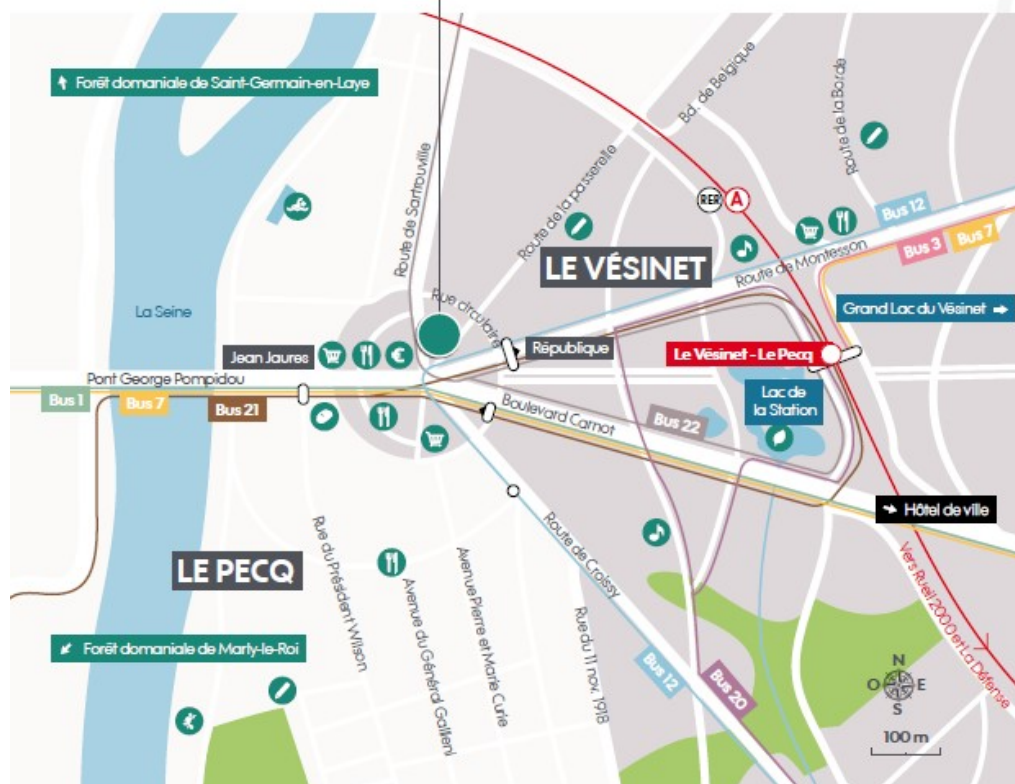 Forêt domaniale de Saint-Germain-en-Laye
Bd. de Belgique
Route de la Borde
Route de Sartrouville
Route de la passerelle
RER A
Bus 12
Bus 3
Bus 7
LE VÉSINET
Route de Montesson
Rue circulaire
Grand Lac du Vésinet
La Seine
Jean Jaures
€
République
Le Vésinet - Le Pecq
Pont George Pompidou
Bus 1
Bus 7
Bus 21
Boulevard Carnot
Bus 22
Lac de
la Station
Hôtel de ville
Route de Croissy
Vers Rueil 2000 et La Défense
LE PECQ
Rue du Président Wilson
Avenue du Général Gallieni
Avenue Pierre et Marie Curie
Rue du 11 nov. 1918
Forêt domaniale de Marly-le-Roi
Bus 12
Bus 20
N
O
E
S
100 m